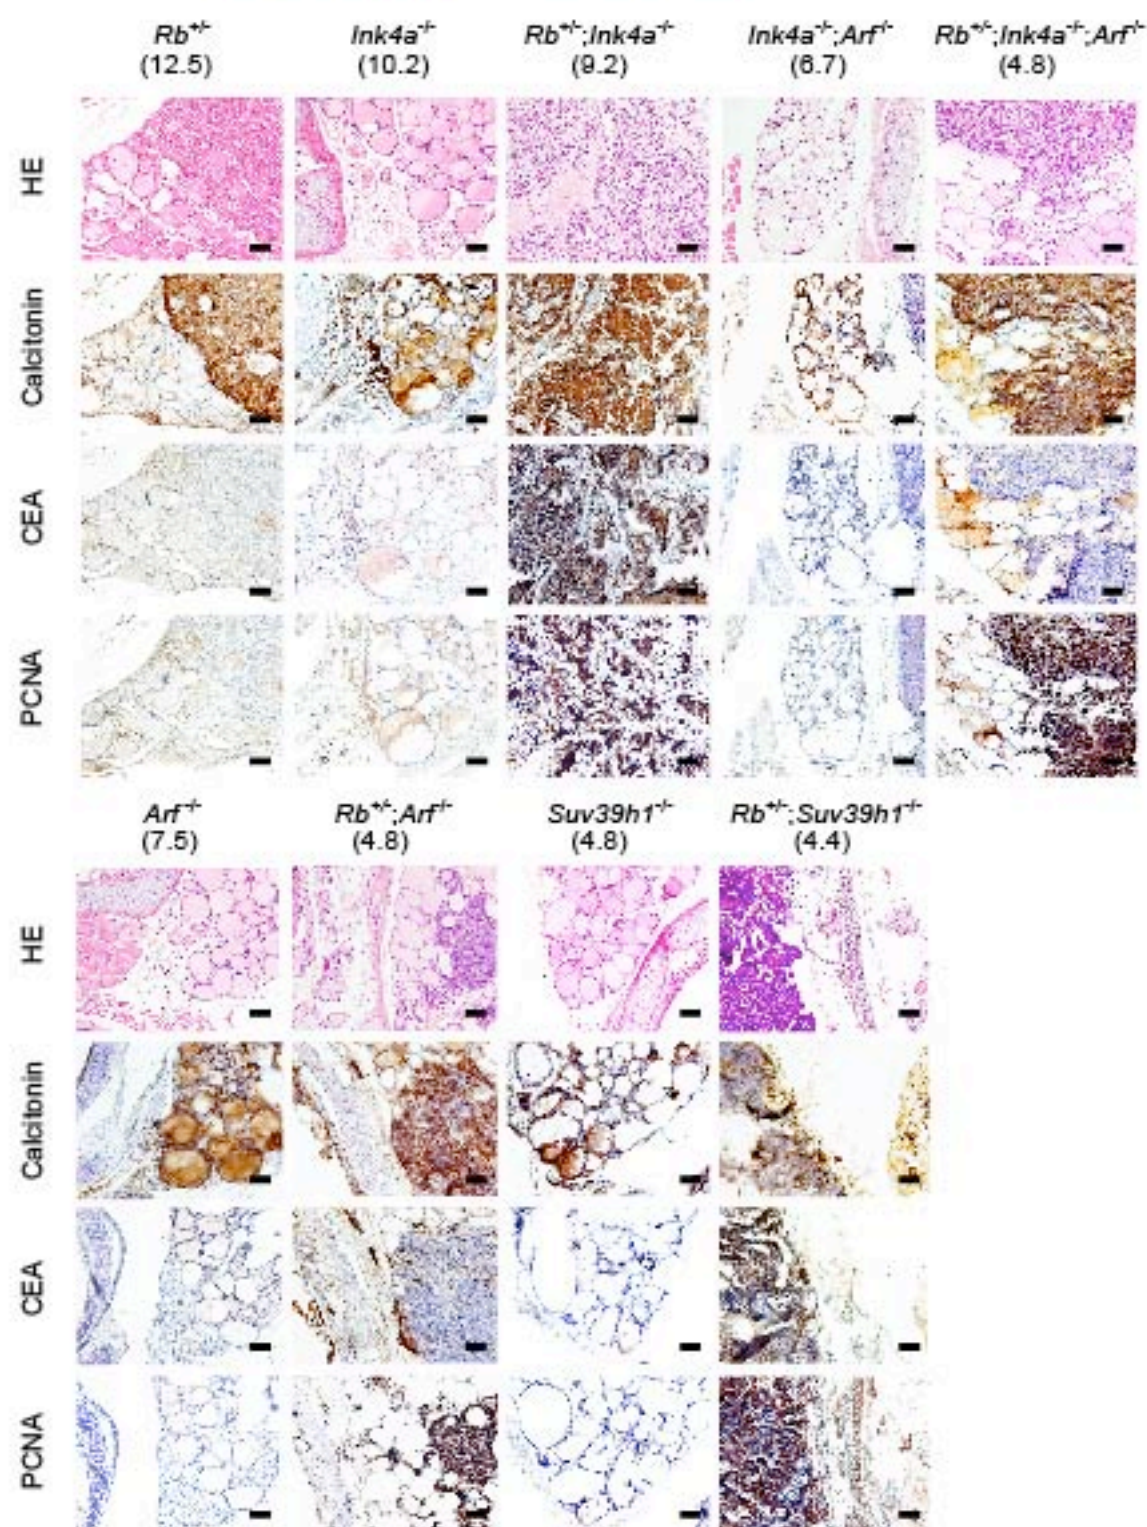 Rb+/- Ink4a-/- Rb+/-;Ink4a-/- Ink4a-/-;Arf-/- Rb+/-;Ink4a-/-;Arf-/-
(12.5) (10.2) (9.2) (6.7) (4.8)
HE
Calcitonin
CEA
PCNA
Arf-/- Rb+/-;Arf-/- Suv39h1-/- Rb+/-;Suv39h1-/-
(7.5) (4.8) (4.8) (4.4)
HE
Calcitonin
CEA
PCNA